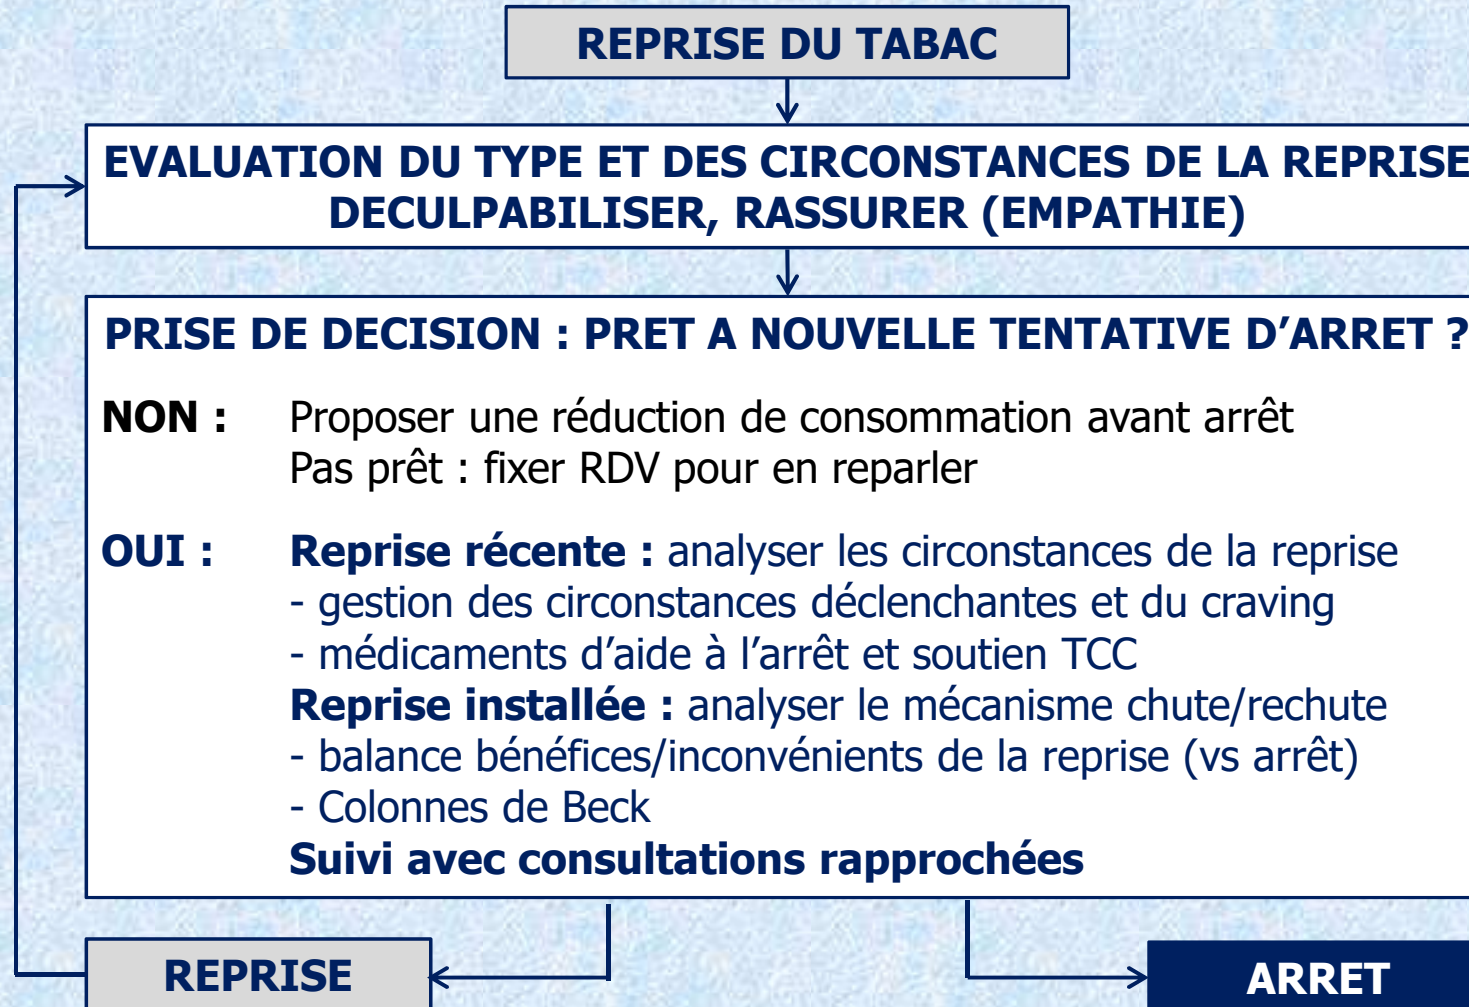 REPRISE DU TABAC
EVALUATION DU TYPE ET DES CIRCONSTANCES DE LA REPRISE
DECULPABILISER, RASSURER (EMPATHIE)
PRISE DE DECISION : PRET A NOUVELLE TENTATIVE D’ARRET ?
NON : Proposer une réduction de consommation avant arrêt
Pas prêt : fixer RDV pour en reparler
OUI : Reprise récente : analyser les circonstances de la reprise
- gestion des circonstances déclenchantes et du craving
- médicaments d’aide à l’arrêt et soutien TCC
Reprise installée : analyser le mécanisme chute/rechute
- balance bénéfices/inconvénients de la reprise (vs arrêt)
- Colonnes de Beck
Suivi avec consultations rapprochées
REPRISE
ARRET